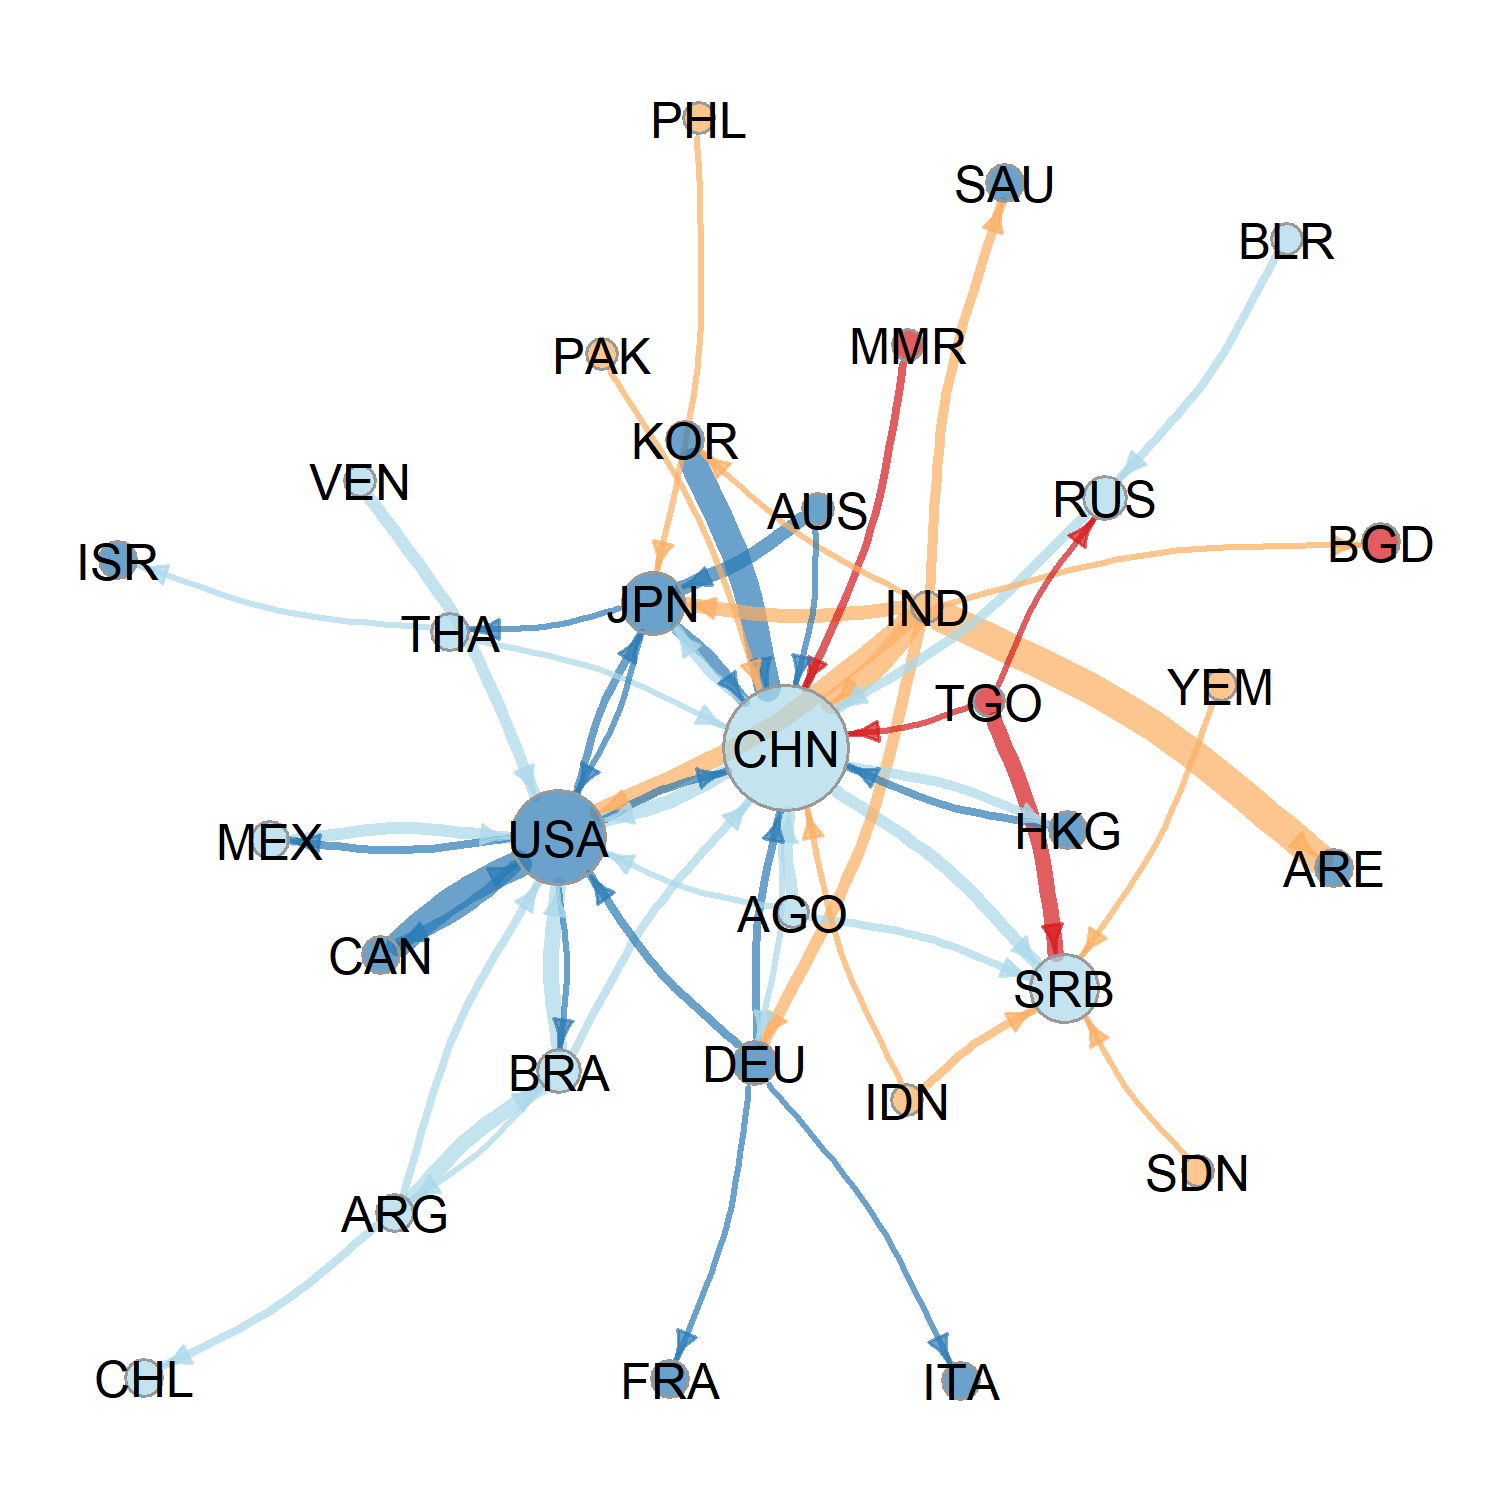 PHL
SAU
BLR
MMR
PAK
KOR
VEN
AUS
RUS
BGD
ISR
JPN
IND
THA
YEM
TGO
CHN
MEX
USA
HKG
ARE
AGO
CAN
SRB
BRA
DEU
IDN
SDN
ARG
CHL
FRA
ITA